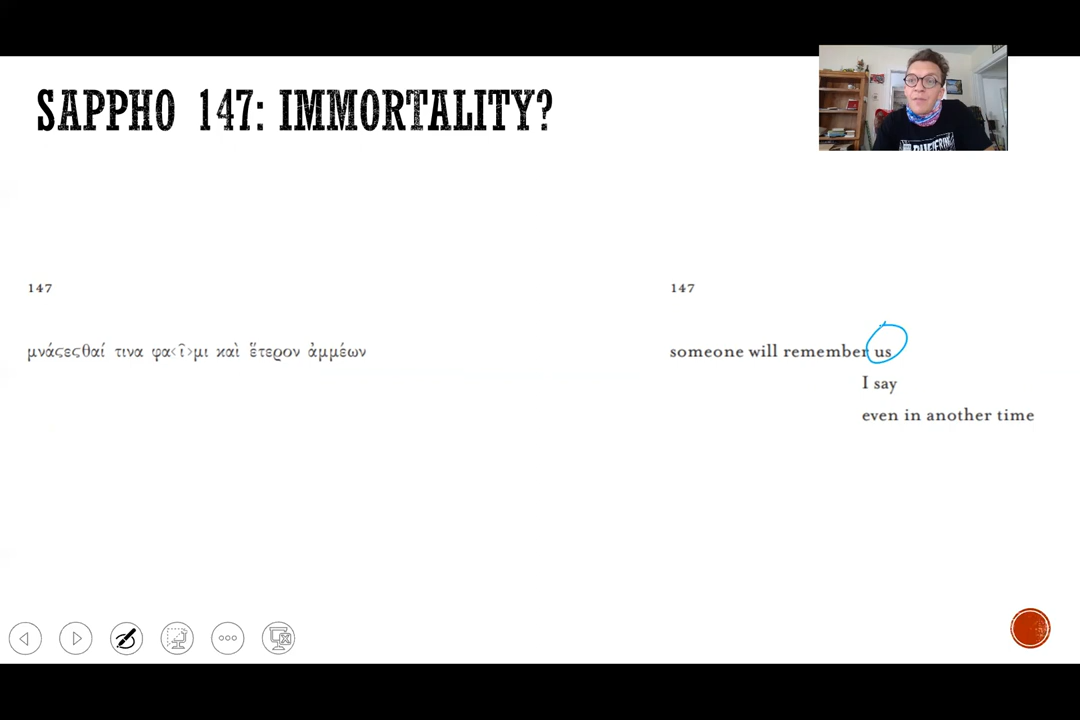 SAPPHO 147: IMMORTALITY?
147
μνάϲεϲθαί τινα φα<ῖ>μι καὶ ἕτερον ἀμμέων
147
someone will remember us
I say
even in another time